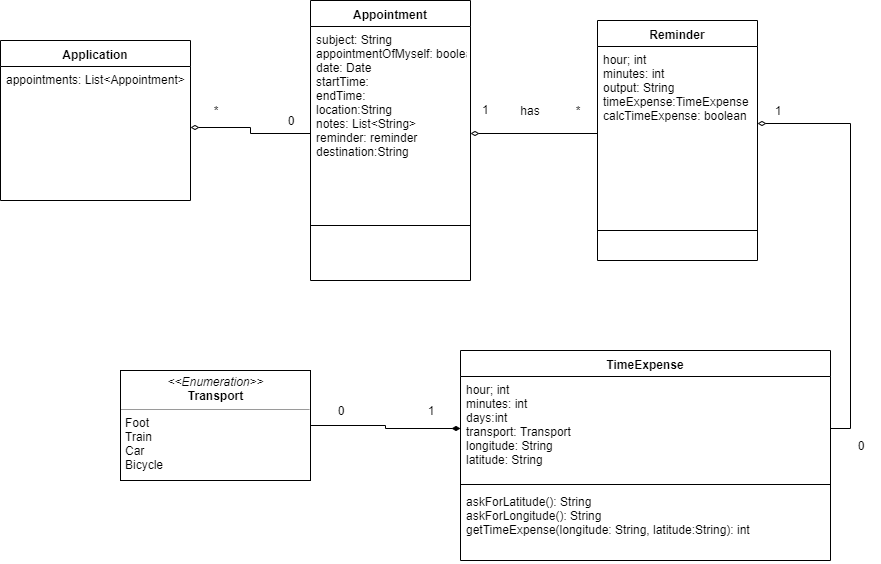 Application
appointments: List<Appointment>
*
0
Appointment
subject: String
appointmentOfMyself: boole
date: Date
startTime:
endTime:
location:String
notes: List<String>
reminder: reminder
destination:String
1
has
*
Reminder
hour; int
minutes: int
output: String
timeExpense:TimeExpense
calcTimeExpense: boolean
1
0
<<Enumeration>>
Transport
Foot
Train
Car
Bicycle
0
1
TimeExpense
hour; int
minutes: int
days:int
transport: Transport
longitude: String
latitude: String
askForLatitude(): String
askForLongitude(): String
getTimeExpense(longitude: String, latitude:String): int